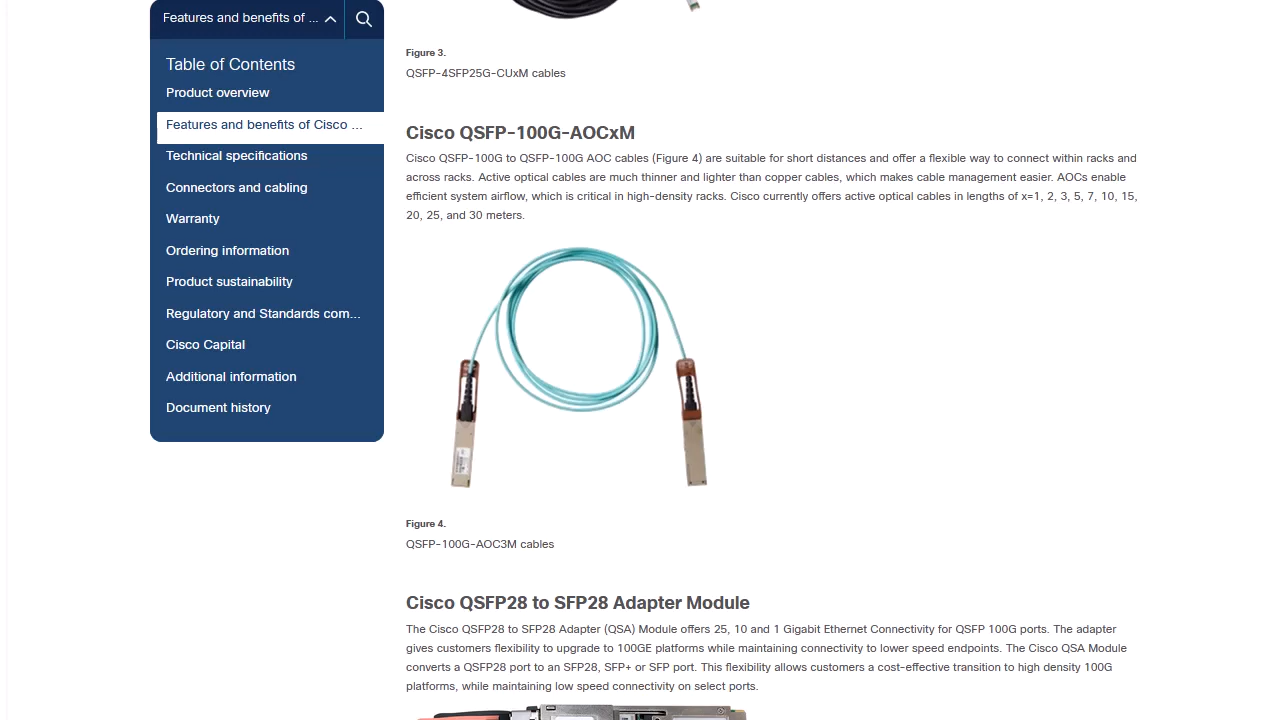 Features and benefits of ...
Table of Contents
Product overview
Features and benefits of Cisco ...
Technical specifications
Connectors and cabling
Warranty
Ordering information
Product sustainability
Regulatory and Standards com...
Cisco Capital
Additional information
Document history
Figure 3.
QSFP-4SFP25G-CUxM cables
Cisco QSFP-100G-AOCxM
Cisco QSFP-100G to QSFP-100G AOC cables (Figure 4) are suitable for short distances and offer a flexible way to connect within racks and
across racks. Active optical cables are much thinner and lighter than copper cables, which makes cable management easier. AOCs enable
efficient system airflow, which is critical in high-density racks. Cisco currently offers active optical cables in lengths of x=1, 2, 3, 5, 7, 10, 15,
20, 25, and 30 meters.
Figure 4.
QSFP-100G-AOC3M cables
Cisco QSFP28 to SFP28 Adapter Module
The Cisco QSFP28 to SFP28 Adapter (QSA) Module offers 25, 10 and 1 Gigabit Ethernet Connectivity for QSFP 100G ports. The adapter
gives customers flexibility to upgrade to 100GE platforms while maintaining connectivity to lower speed endpoints. The Cisco QSA Module
converts a QSFP28 port to an SFP28, SFP+ or SFP port. This flexibility allows customers a cost-effective transition to high density 100G
platforms, while maintaining low speed connectivity on select ports.